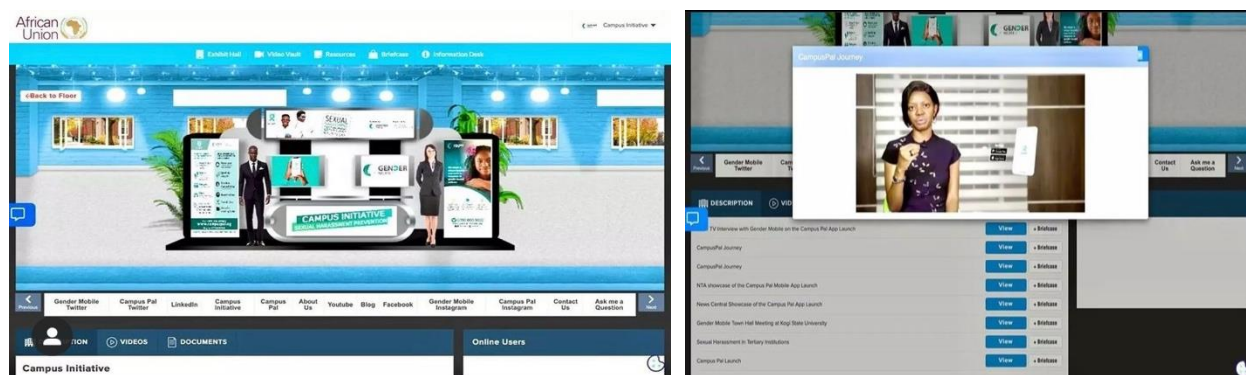 African
Union
Campus Initiative
Exhibit Hall
Video Vault
Resources
Briefcase
Information Desk
Back to Floor
SEXUAL
GENDER
CAMPUS INITIATIVE
SEXUAL HARASSMENT PREVENTION
Previous
Gender Mobile
Twitter
Campus Pal
Twitter
LinkedIn
Campus
Initiative
Campus
Pal
About
Us
Youtube
Blog
Facebook
Gender Mobile
Instagram
Campus Pal
Instagram
Contact
Us
Ask me a
Question
Next
VIDEOS
DOCUMENTS
Online Users
Campus Initiative
GENDER
CampusPal Journey
Previous
Gender Mobile
Twitter
Contact
Us
Ask me a
Question
Next
DESCRIPTION
TV Interview with Gender Mobile on the Campus Pal App Launch
View
+ Briefcase
CampusPal Journey
View
+ Briefcase
CampusPal Journey
View
+ Briefcase
NTA showcase of the Campus Pal Mobile App Launch
View
+ Briefcase
News Central Showcase of the Campus Pal App Launch
View
+ Briefcase
Gender Mobile Town Hall Meeting at Kogi State University
View
+ Briefcase
Sexual Harassment in Tertiary Institutions
View
+ Briefcase
Campus Pal Launch
View
+ Briefcase